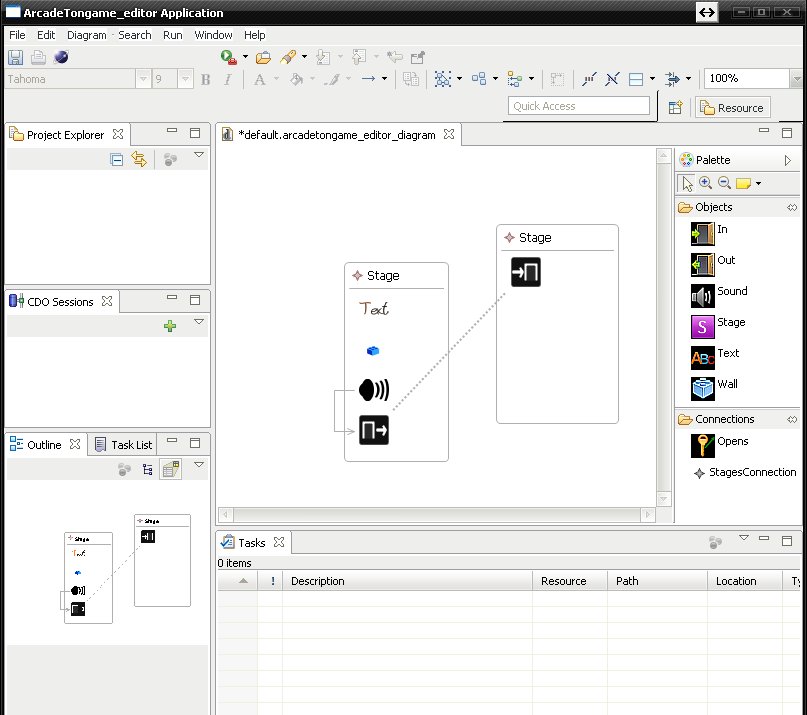 ArcadeTongame_editor Application
File Edit Diagram Search Run Window Help
Tahoma 9 B I A 100%
Quick Access Resource
Project Explorer
*default.arcadetongame_editor_diagram
Palette
Objects
In
Out
Sound
S Stage
ABC Text
Wall
Connections
Opens
StagesConnection
Stage
Stage
Text
CDO Sessions
Outline Task List
Stage
Stage
Text
Tasks
0 items
! Description Resource Path Location Ty